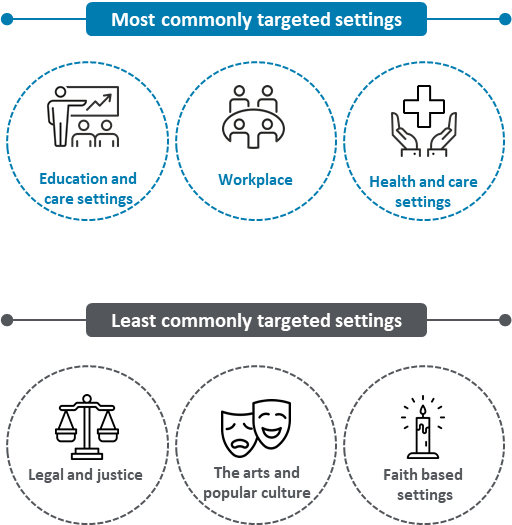 Most commonly targeted settings
Education and
care settings
Workplace
Health and care
settings
Least commonly targeted settings
Legal and justice
The arts and
popular culture
Faith based
settings